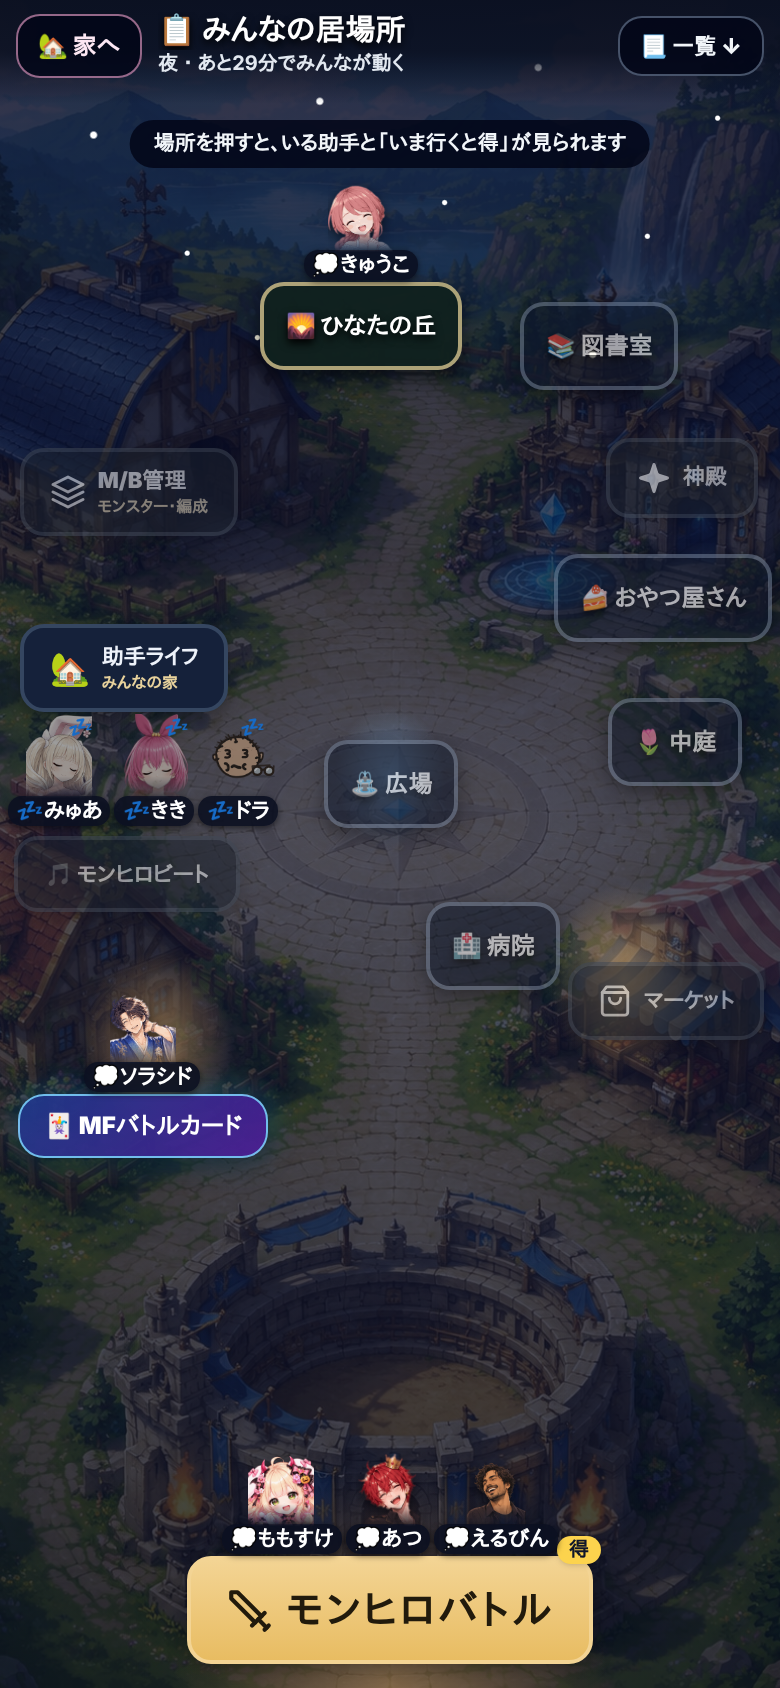 🏡 家へ
📋 みんなの居場所
夜・あと29分でみんなが動く
📃 一覧 ↓
場所を押すと、いる助手と「いま行くと得」が見られます
💭きゅうこ
🌄 ひなたの丘
📚 図書室
M/B管理
モンスター・編成
神殿
🍰 おやつ屋さん
🏡 助手ライフ
みんなの家
🌷 中庭
💤みゅあ
💤きき
💤ドラ
⛲ 広場
🎵 モンヒロビート
🏥 病院
マーケット
💭ソラシド
🃏 MFバトルカード
💭ももすけ
💭あつ
💭えるびん
得
モンヒロバトル